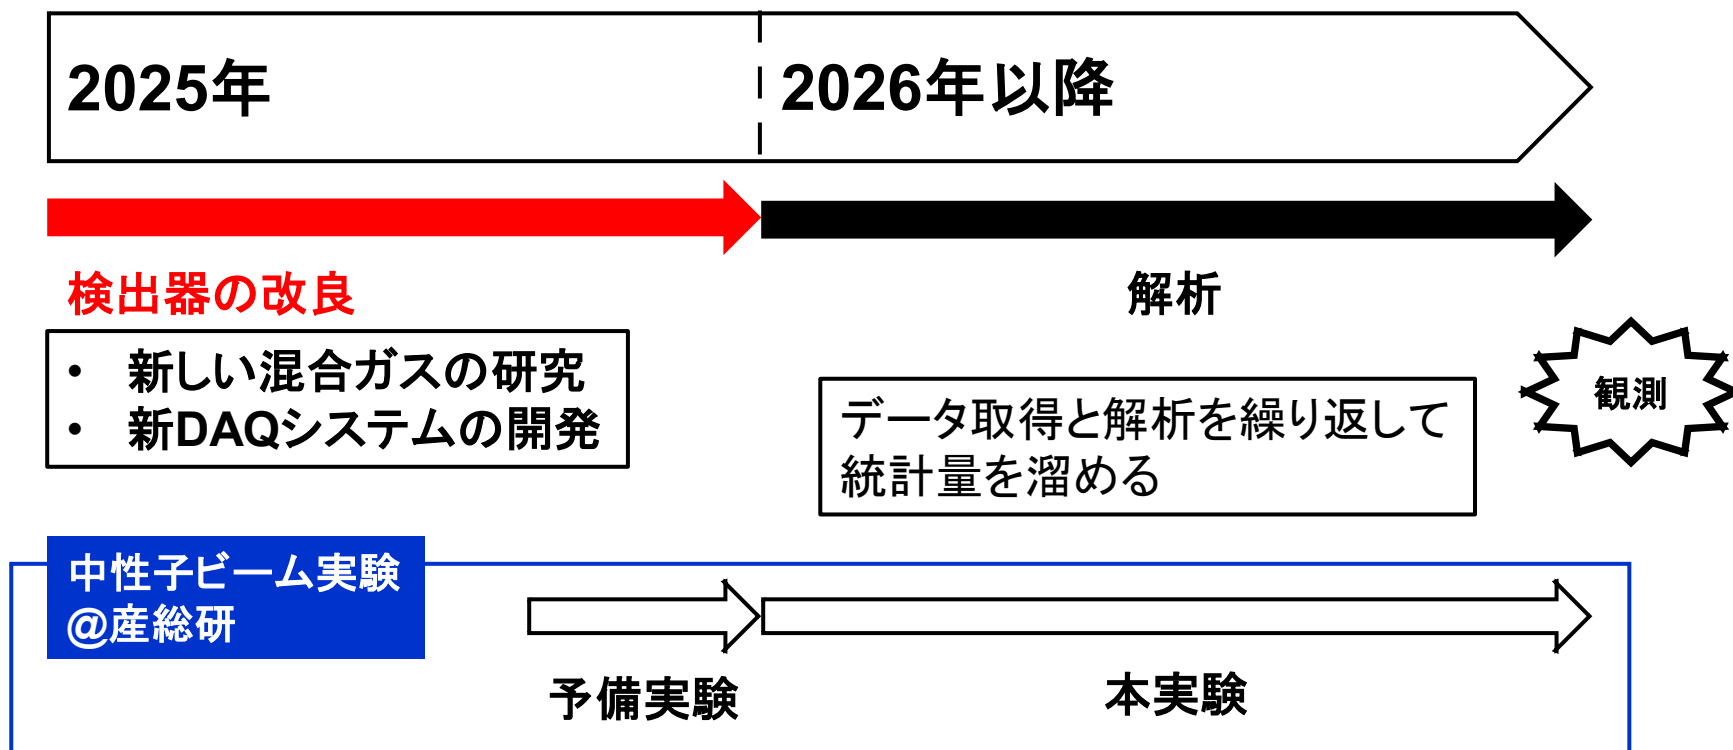 2025年
2026年以降
検出器の改良
解析
• 新しい混合ガスの研究
• 新DAQシステムの開発
データ取得と解析を繰り返して
統計量を溜める
観測
中性子ビーム実験
@産総研
予備実験
本実験